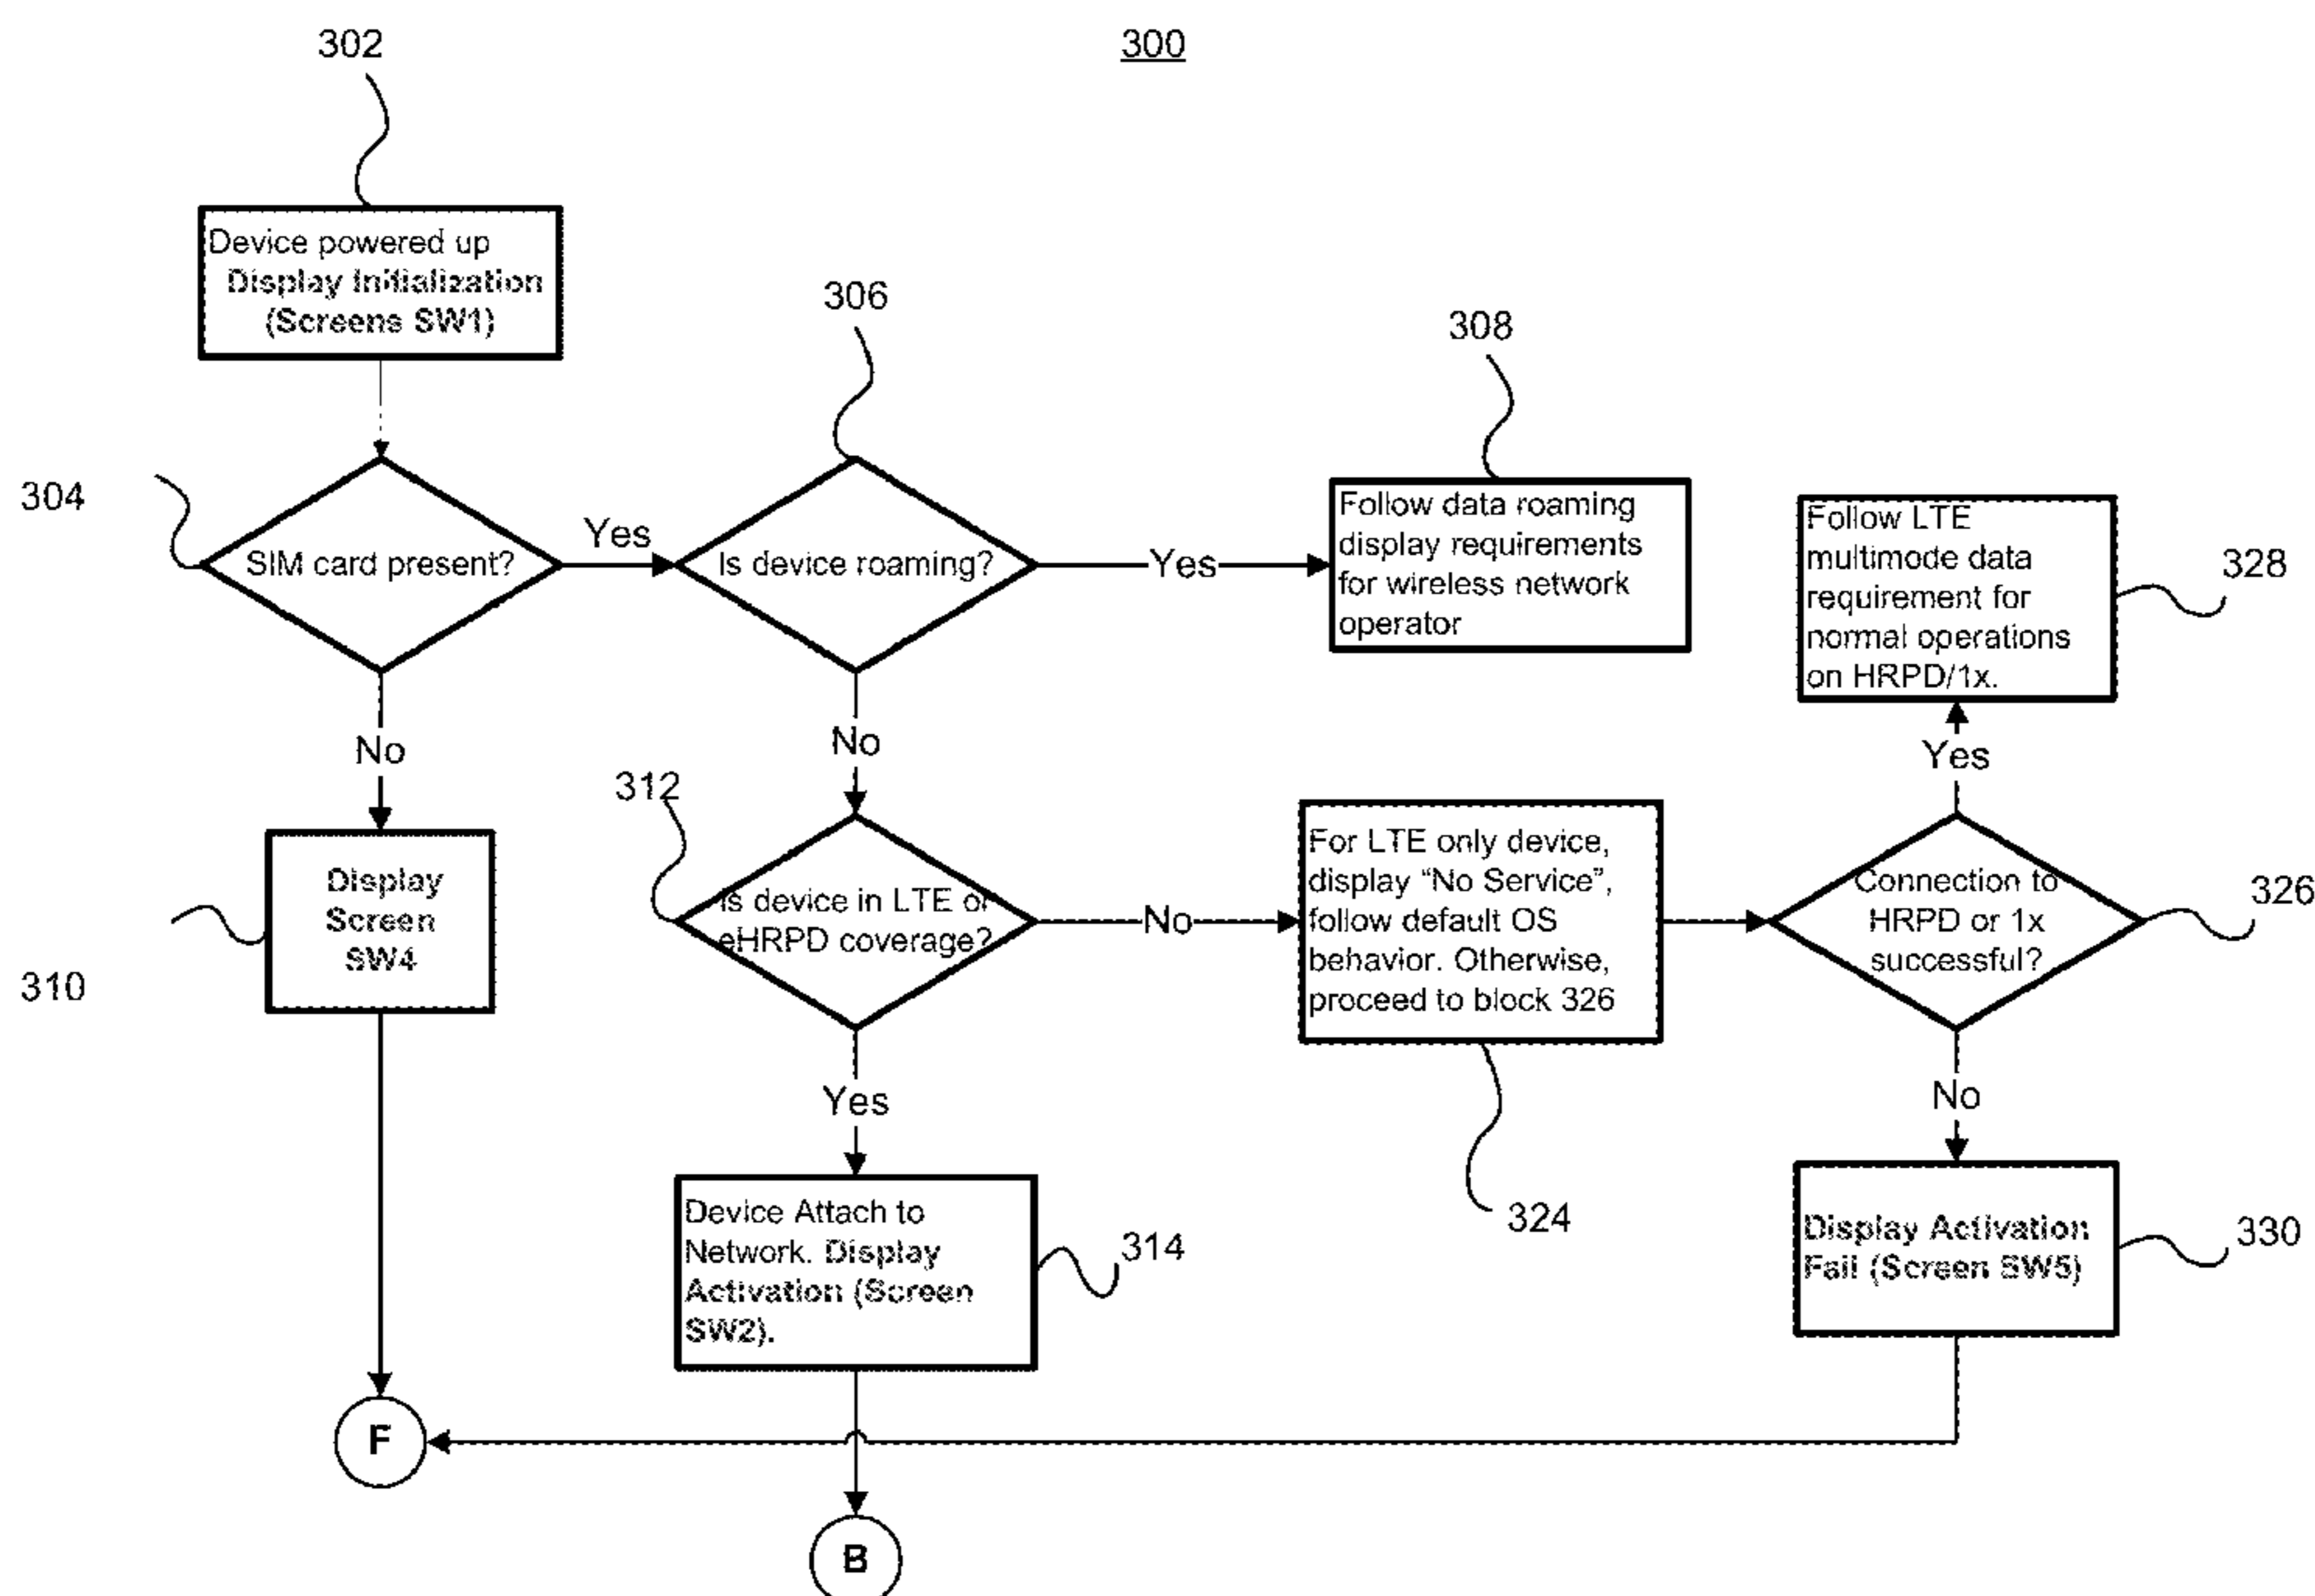 302
300
Device powered up
Display Initialization
(Screens SW1)
306
308
304
SIM card present?
Yes
Is device roaming?
Yes
Follow data roaming
display requirements
for wireless network
operator
Follow LTE
multimode data
requirement for
normal operations
on HRPD/1x.
328
No
No
Yes
310
Display
Screen
SW4
312
Is device in LTE or
eHRPD coverage?
No
For LTE only device,
display “No Service”,
follow default OS
behavior. Otherwise,
proceed to block 326
Connection to
HRPD or 1x
successful?
326
Yes
No
Device Attach to
Network. Display
Activation (Screen
SW2).
314
324
Display Activation
Fail (Screen SW5)
330
F
B